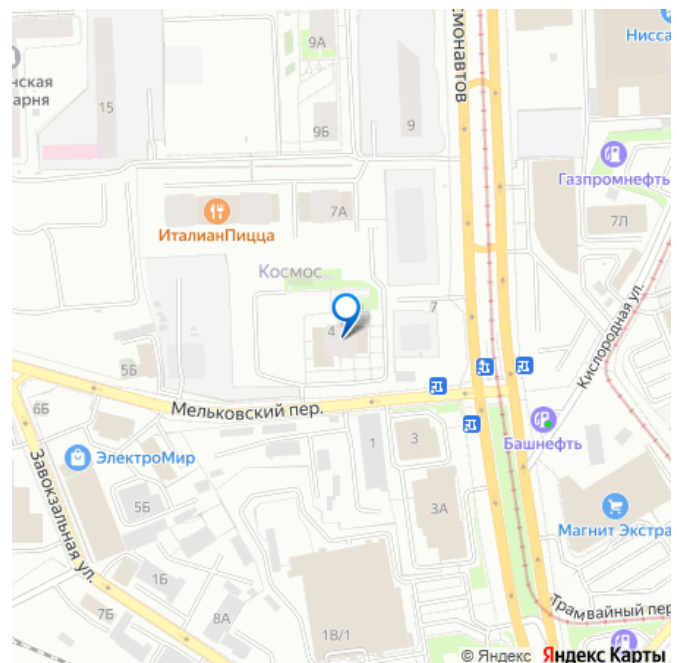 9А
смонавтов
Нисса
нская
арня
15
9Б
9
Газпромнефть
7А
7Л
ИталианПицца
Космос
Кислородная ул.
7
4
5Б
Мельковский пер.
6Б
1
3
Башнефть
ЭлектроМир
Завокзальная ул.
5Б
3А
Магнит Экстра
1Б
7Б
8А
1В/1
Трамвайный пер
© Яндекс Яндекс Карты